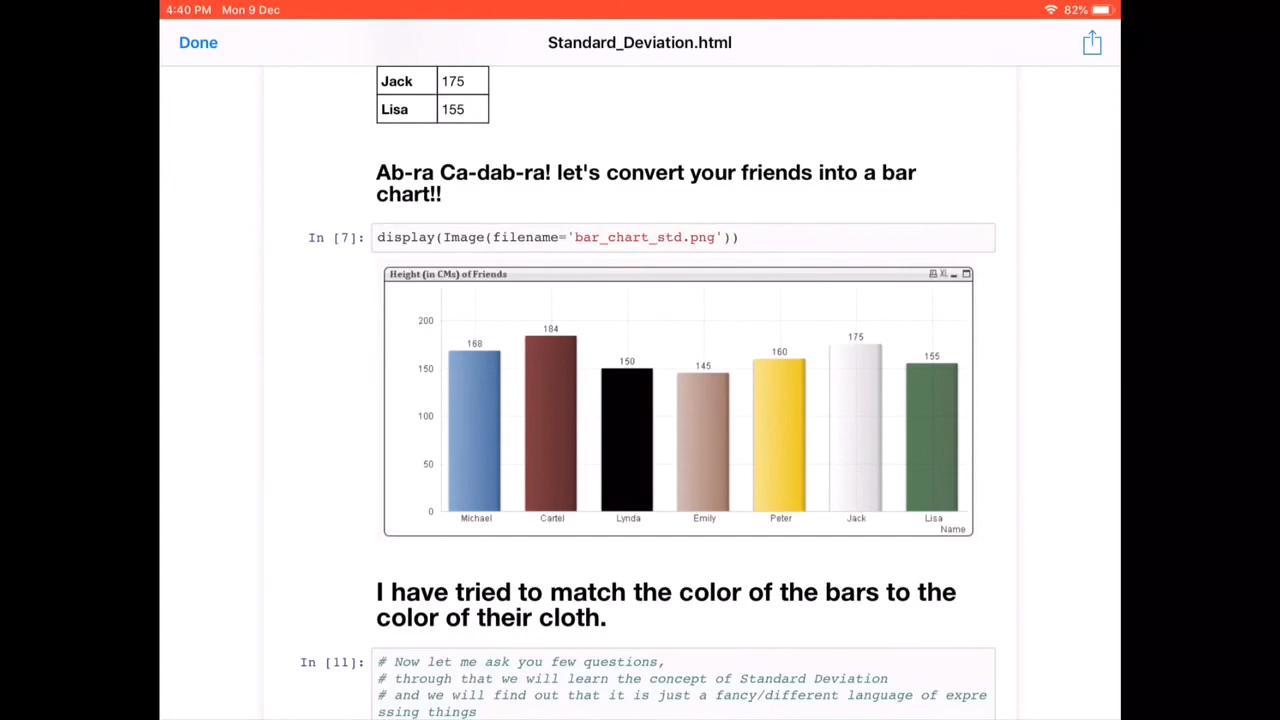 4:40 PM Mon 9 Dec 82%
Done Standard_Deviation.html
Jack 175
Lisa 155
Ab-ra Ca-dab-ra! let's convert your friends into a bar
chart!!
In [7]: display(Image(filename='bar_chart_std.png'))
Height (in CMs) of Friends XL
200
150
100
50
0
168 184 150 145 160 175 155
Michael Cartel Lynda Emily Peter Jack Lisa
Name
I have tried to match the color of the bars to the
color of their cloth.
In [11]: # Now let me ask you few questions,
# through that we will learn the concept of Standard Deviation
# and we will find out that it is just a fancy/different language of expre
ssing things